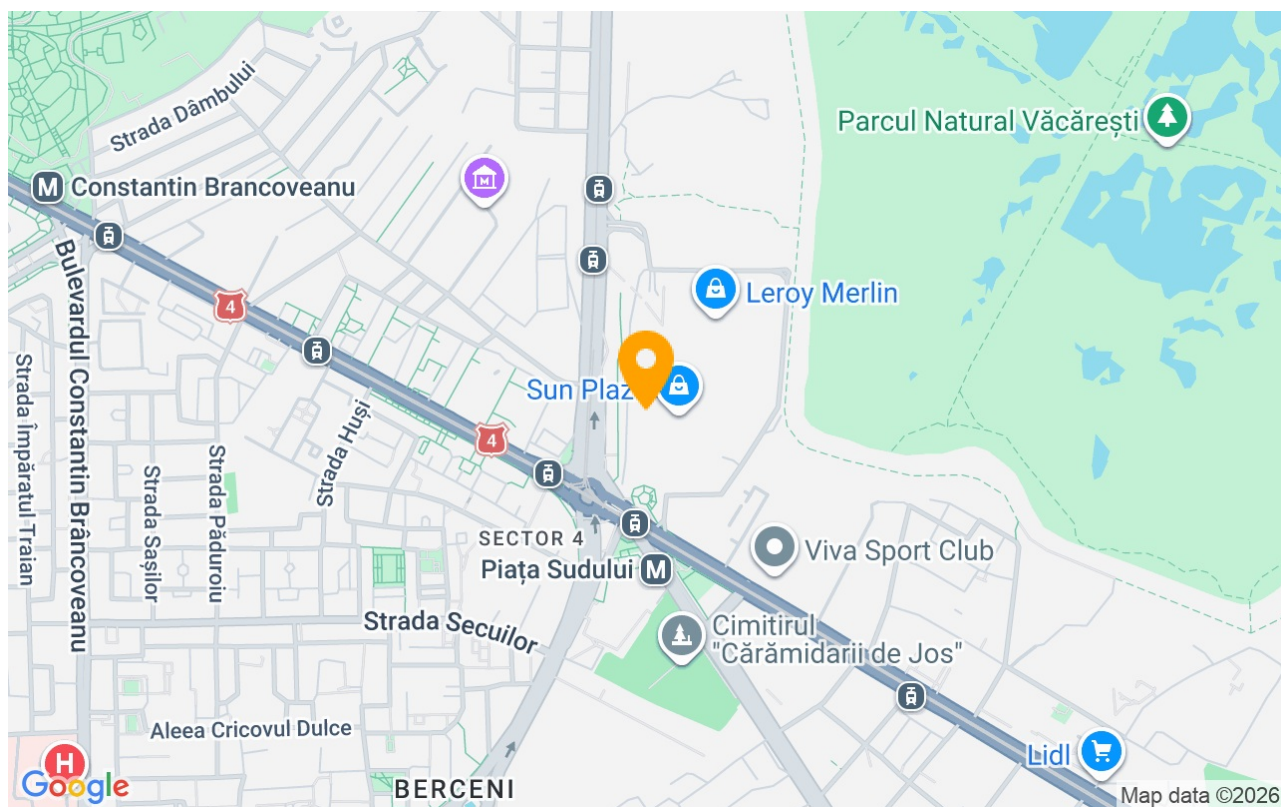 Strada Dâmbului
Parcul Natural Văcărești
M Constantin Brancoveanu
M
Bulevardul Constantin Brâncoveanu
Leroy Merlin
4
Strada Împăratul Traian
Sun Plaz
Strada Huși
4
Strada Sașilor
Strada Păduroiu
SECTOR 4
Piața Sudului M
Viva Sport Club
Strada Secuilor
Cimitirul
"Cărămidarii de Jos"
Aleea Cricovul Dulce
Lidl
H
Google
BERCENI
Map data ©2026